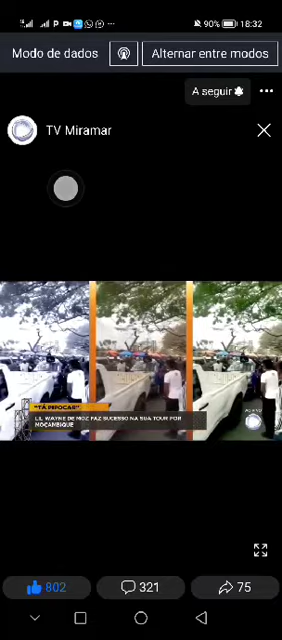 90% 18:32
Modo de dados
Alternar entre modos
A seguir
TV Miramar
"TÁ PIPOCAR"
LIL WAYNE DE MOZ FAZ SUCESSO NA SUA TOUR POR
MOÇAMBIQUE
802
321
75